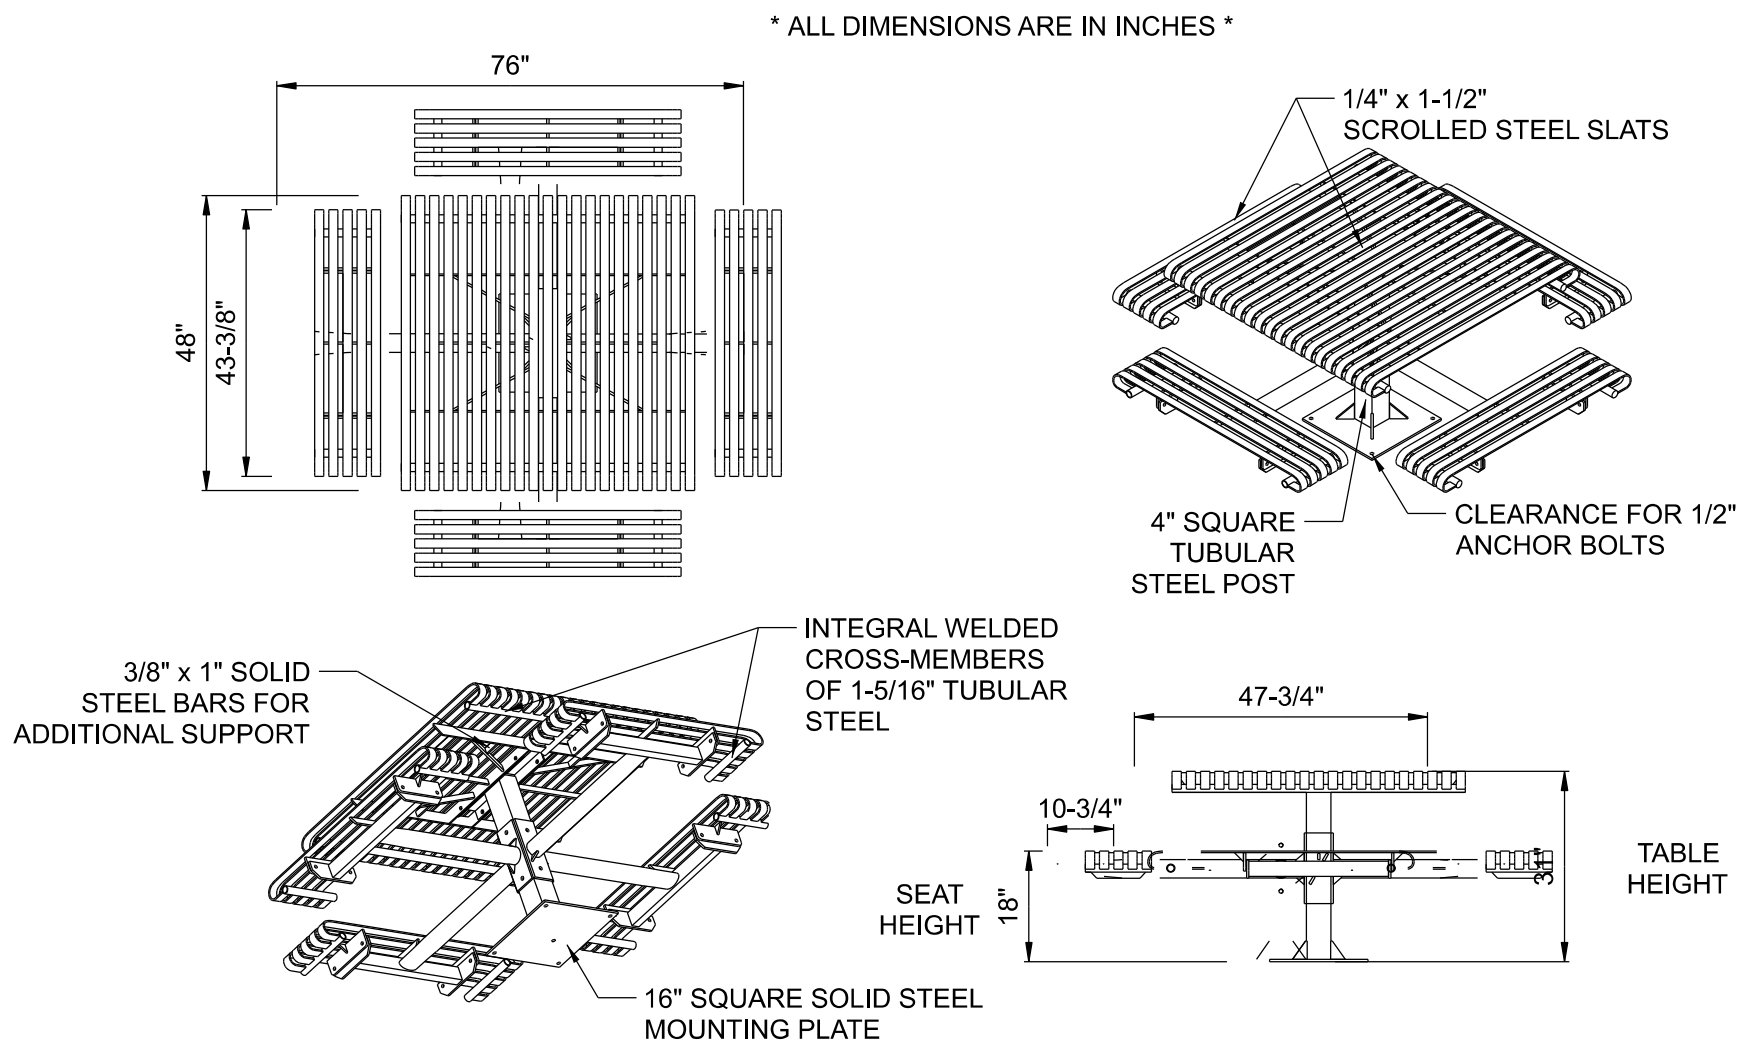 * ALL DIMENSIONS ARE IN INCHES *
76"
48"
43-3/8"
1/4" x 1-1/2"
SCROLLED STEEL SLATS
4" SQUARE
TUBULAR
STEEL POST
CLEARANCE FOR 1/2"
ANCHOR BOLTS
3/8" x 1" SOLID
STEEL BARS FOR
ADDITIONAL SUPPORT
INTEGRAL WELDED
CROSS-MEMBERS
OF 1-5/16" TUBULAR
STEEL
16" SQUARE SOLID STEEL
MOUNTING PLATE
47-3/4"
10-3/4"
SEAT
HEIGHT
18"
TABLE
HEIGHT